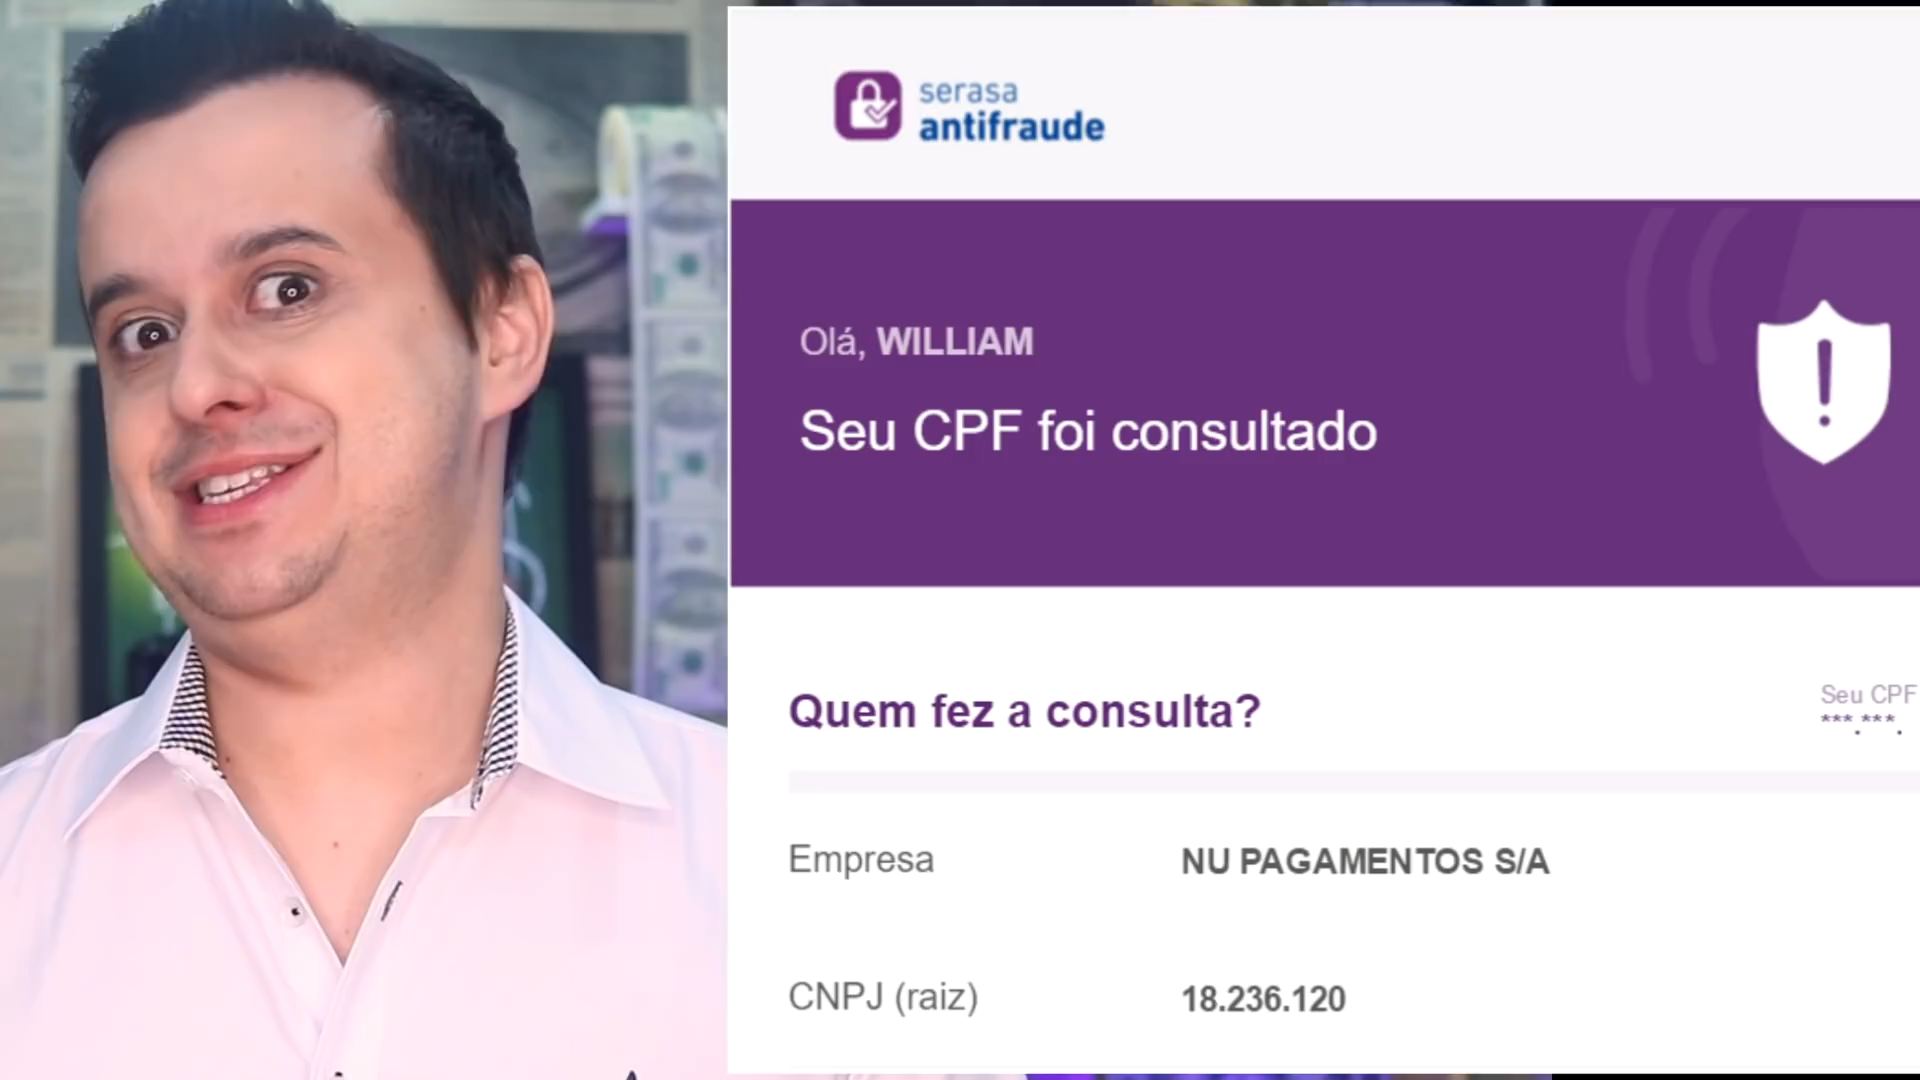 serasa
antifraude
Olá, WILLIAM
Seu CPF foi consultado
Quem fez a consulta?
Seu CPF
***.***.
Empresa
NU PAGAMENTOS S/A
CNPJ (raiz)
18.236.120